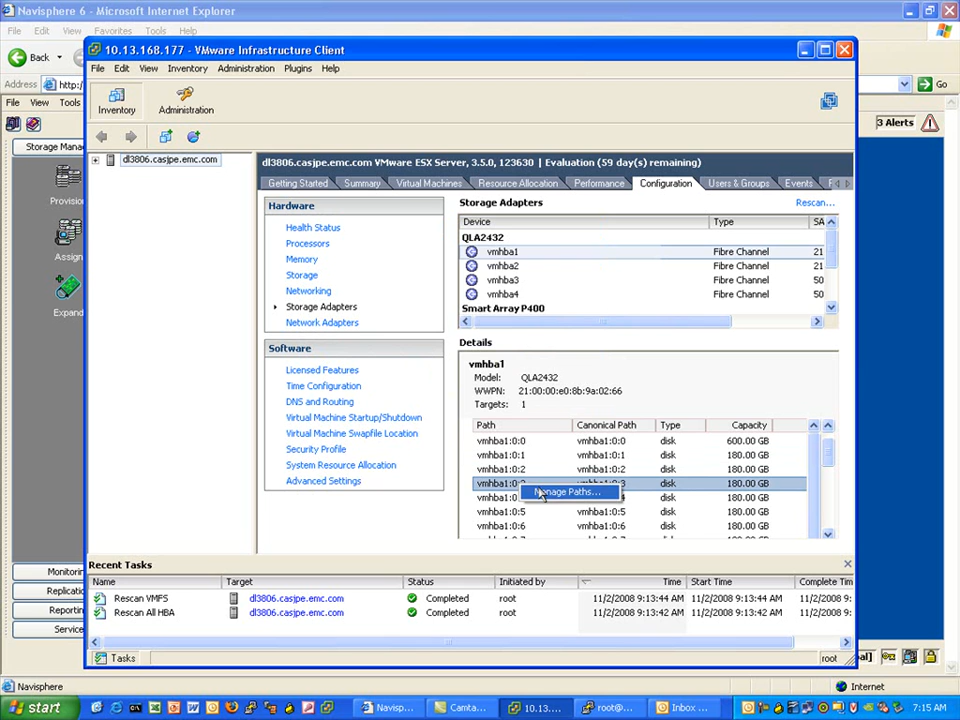 Navisphere 6 - Microsoft Internet Explorer
File Edit View Favorites Tools Help
Back
Address http:/
Go
File View Tools
3 Alerts
Storage Mana
Provision
Assign
Expand
Monitorin
Replicatio
Reportin
Service
10.13.168.177 - VMware Infrastructure Client
File Edit View Inventory Administration Plugins Help
Inventory Administration
dl3806.casjpe.emc.com
dl3806.casjpe.emc.com VMware ESX Server, 3.5.0, 123630 | Evaluation (59 day(s) remaining)
Getting Started Summary Virtual Machines Resource Allocation Performance Configuration Users & Groups Events
Hardware
Health Status
Processors
Memory
Storage
Networking
Storage Adapters
Network Adapters
Software
Licensed Features
Time Configuration
DNS and Routing
Virtual Machine Startup/Shutdown
Virtual Machine Swapfile Location
Security Profile
System Resource Allocation
Advanced Settings
Storage Adapters Rescan...
Device Type SA
QLA2432
vmhba1 Fibre Channel 21
vmhba2 Fibre Channel 21
vmhba3 Fibre Channel 50
vmhba4 Fibre Channel 50
Smart Array P400
Details
vmhba1
Model: QLA2432
WWPN: 21:00:00:e0:8b:9a:02:66
Targets: 1
Path Canonical Path Type Capacity
vmhba1:0:0 vmhba1:0:0 disk 600.00 GB
vmhba1:0:1 vmhba1:0:1 disk 180.00 GB
vmhba1:0:2 vmhba1:0:2 disk 180.00 GB
vmhba1:0:3 disk 180.00 GB
Manage Paths...
vmhba1:0 disk 180.00 GB
vmhba1:0:5 vmhba1:0:5 disk 180.00 GB
vmhba1:0:6 vmhba1:0:6 disk 180.00 GB
Recent Tasks
Name Target Status Initiated by Time Start Time Complete Tim
Rescan VMFS dl3806.casjpe.emc.com Completed root 11/2/2008 9:13:44 AM 11/2/2008 9:13:44 AM 11/2/2008 9:13
Rescan All HBA dl3806.casjpe.emc.com Completed root 11/2/2008 9:13:42 AM 11/2/2008 9:13:42 AM 11/2/2008 9:13
Tasks root
al]
Navisphere Internet
start Navisp... Camta... 10.13.... root@... Inbox ... 7:15 AM